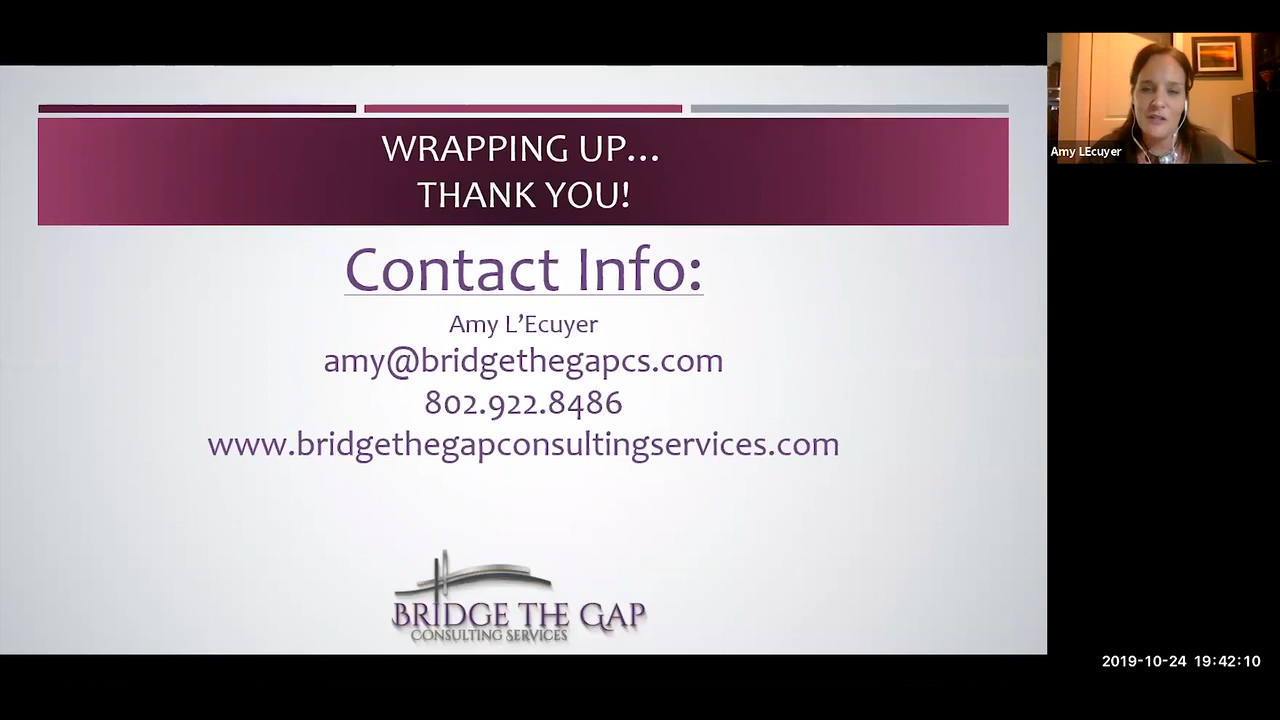 WRAPPING UP...
THANK YOU!
Contact Info:
Amy L’Ecuyer
amy@bridgethegapcs.com
802.922.8486
www.bridgethegapconsultingservices.com
BRIDGE THE GAP
CONSULTING SERVICES
Amy LEcuyer
2019-10-24 19:42:10